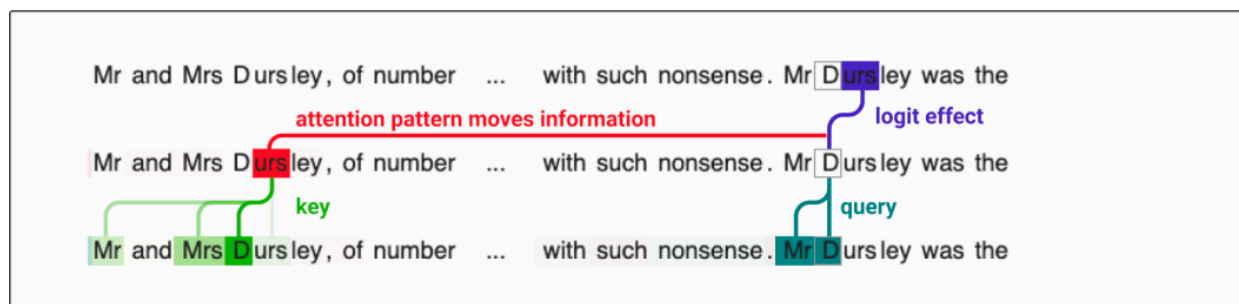 Mr and Mrs Dursley, of number ... with such nonsense. Mr Dursley was the
attention pattern moves information logit effect
Mr and Mrs Dursley, of number ... with such nonsense. Mr Dursley was the
key query
Mr and Mrs Dursley, of number ... with such nonsense. Mr Dursley was the